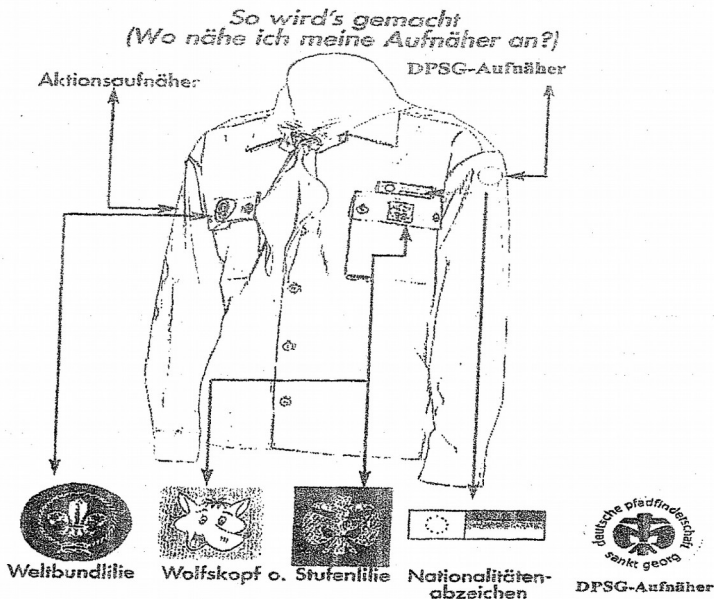 So wird's gemacht
(Wo nähe ich meine Aufnäher an?)
Aktionsaufnäher
DPSG-Aufnäher
Weltbundlilie
Wolfskopf o. Stufenlilie
Nationalitäten-
abzeichen
deutsche pfadfinderschaft
sankt georg
DPSG-Aufnäher